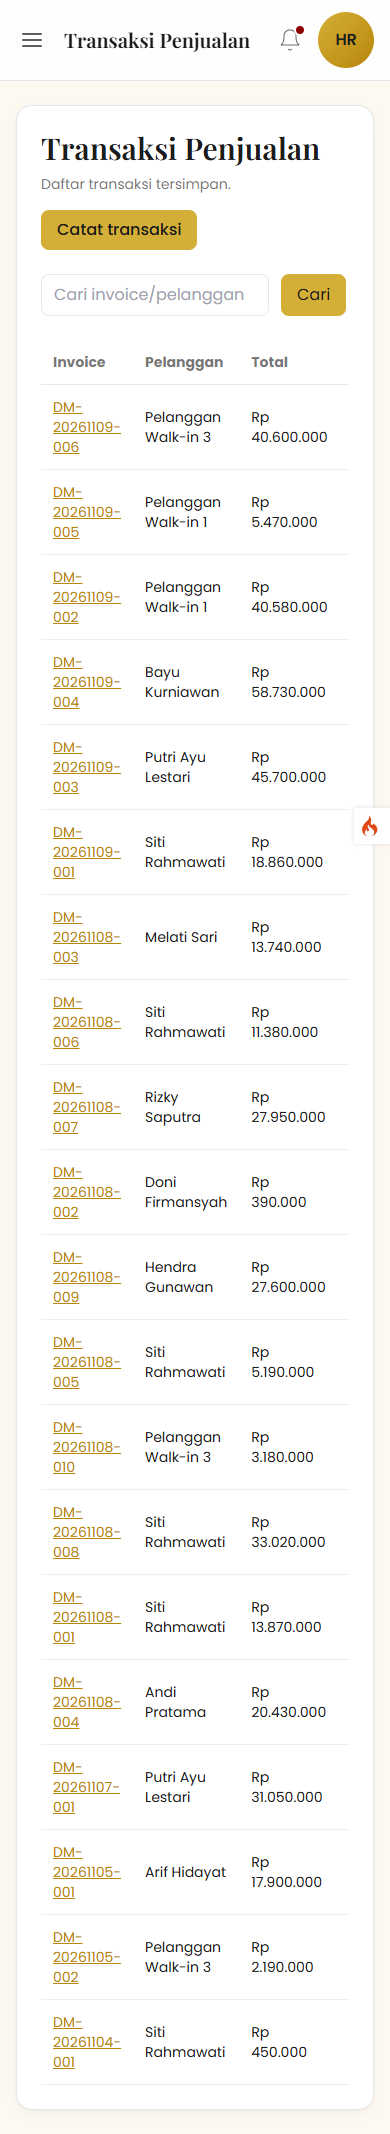 Transaksi Penjualan
HR
Transaksi Penjualan
Daftar transaksi tersimpan.
Catat transaksi
Cari invoice/pelanggan
Cari
Invoice Pelanggan Total
DM-
20261109-
006
Pelanggan
Walk-in 3
Rp
40.600.000
DM-
20261109-
005
Pelanggan
Walk-in 1
Rp
5.470.000
DM-
20261109-
002
Pelanggan
Walk-in 1
Rp
40.580.000
DM-
20261109-
004
Bayu
Kurniawan
Rp
58.730.000
DM-
20261109-
003
Putri Ayu
Lestari
Rp
45.700.000
DM-
20261109-
001
Siti
Rahmawati
Rp
18.860.000
DM-
20261108-
003
Melati Sari
Rp
13.740.000
DM-
20261108-
006
Siti
Rahmawati
Rp
11.380.000
DM-
20261108-
007
Rizky
Saputra
Rp
27.950.000
DM-
20261108-
002
Doni
Firmansyah
Rp
390.000
DM-
20261108-
009
Hendra
Gunawan
Rp
27.600.000
DM-
20261108-
005
Siti
Rahmawati
Rp
5.190.000
DM-
20261108-
010
Pelanggan
Walk-in 3
Rp
3.180.000
DM-
20261108-
008
Siti
Rahmawati
Rp
33.020.000
DM-
20261108-
001
Siti
Rahmawati
Rp
13.870.000
DM-
20261108-
004
Andi
Pratama
Rp
20.430.000
DM-
20261107-
001
Putri Ayu
Lestari
Rp
31.050.000
DM-
20261105-
001
Arif Hidayat
Rp
17.900.000
DM-
20261105-
002
Pelanggan
Walk-in 3
Rp
2.190.000
DM-
20261104-
001
Siti
Rahmawati
Rp
450.000